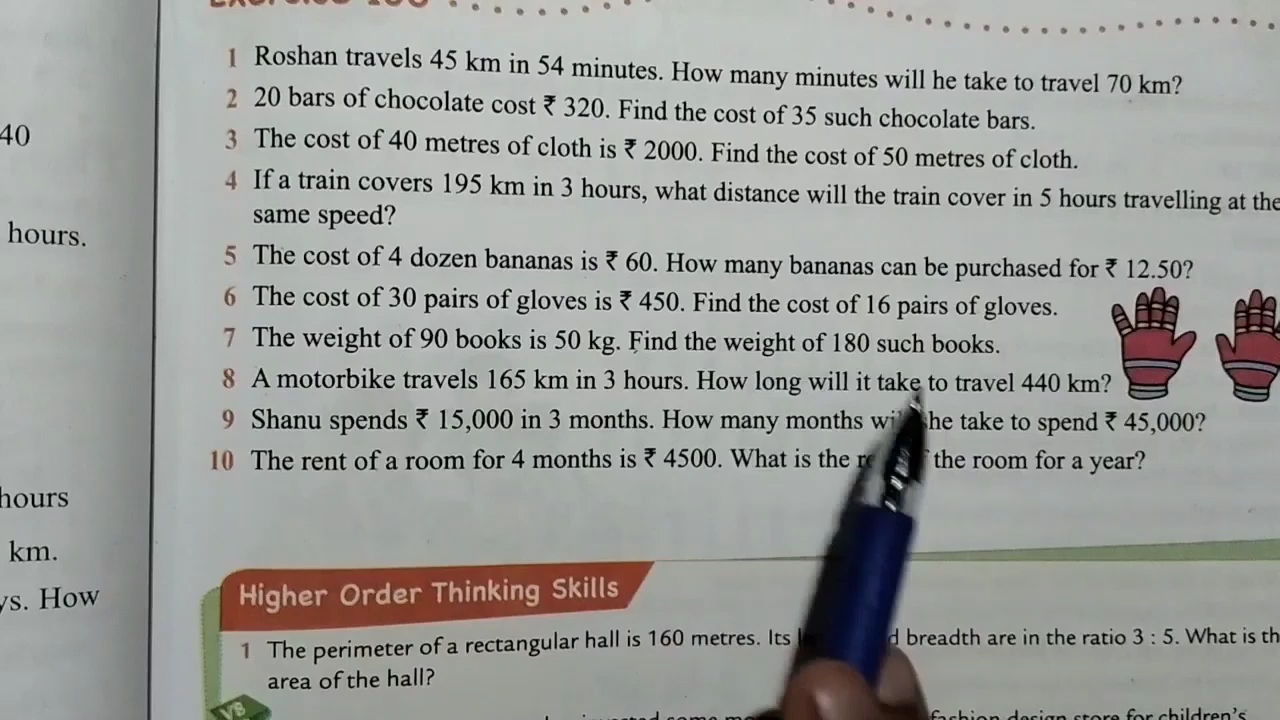 40
hours.
hours
km.
ys. How
1 Roshan travels 45 km in 54 minutes. How many minutes will he take to travel 70 km?
2 20 bars of chocolate cost ₹ 320. Find the cost of 35 such chocolate bars.
3 The cost of 40 metres of cloth is ₹ 2000. Find the cost of 50 metres of cloth.
4 If a train covers 195 km in 3 hours, what distance will the train cover in 5 hours travelling at the
same speed?
5 The cost of 4 dozen bananas is ₹ 60. How many bananas can be purchased for ₹ 12.50?
6 The cost of 30 pairs of gloves is ₹ 450. Find the cost of 16 pairs of gloves.
7 The weight of 90 books is 50 kg. Find the weight of 180 such books.
8 A motorbike travels 165 km in 3 hours. How long will it take to travel 440 km?
9 Shanu spends ₹ 15,000 in 3 months. How many months he take to spend ₹ 45,000?
10 The rent of a room for 4 months is ₹ 4500. What is the the room for a year?
Higher Order Thinking Skills
1 The perimeter of a rectangular hall is 160 metres. Its breadth are in the ratio 3 : 5. What is th
area of the hall?
fashion design store for children's